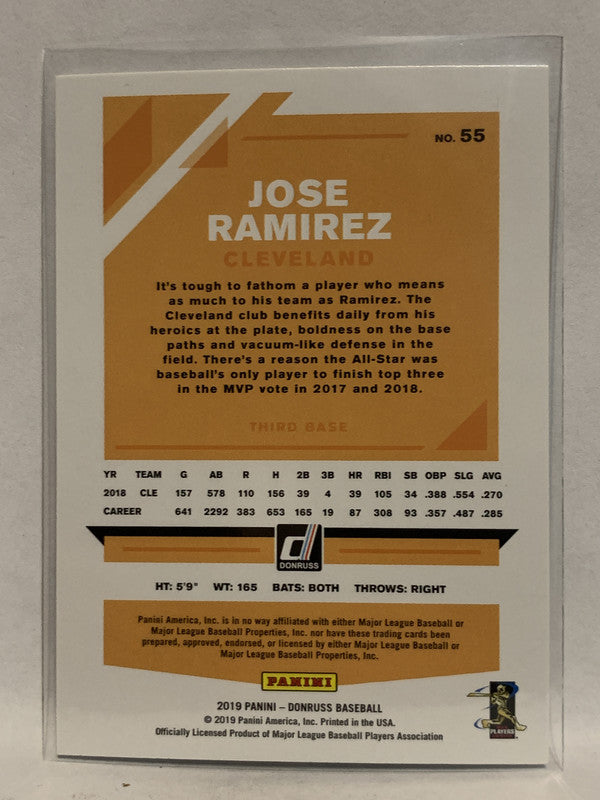 NO. 55
JOSE
RAMIREZ
CLEVELAND
It's tough to fathom a player who means
as much to his team as Ramirez. The
Cleveland club benefits daily from his
heroics at the plate, boldness on the base
paths and vacuum-like defense in the
field. There's a reason the All-Star was
baseball's only player to finish top three
in the MVP vote in 2017 and 2018.
THIRD BASE
YR TEAM G AB R H 2B 3B HR RBI SB OBP SLG AVG
2018 CLE 157 578 110 156 39 4 39 105 34 .388 .554 .270
CAREER 641 2292 383 653 165 19 87 308 93 .357 .487 .285
d
DONRUSS
HT: 5'9" WT: 165 BATS: BOTH THROWS: RIGHT
Panini America, Inc. is in no way affiliated with either Major League Baseball or
Major League Baseball Properties, Inc. nor have these trading cards been
prepared, approved, endorsed, or licensed by either Major League Baseball or
Major League Baseball Properties, Inc.
PANINI
2019 PANINI – DONRUSS BASEBALL
© 2019 Panini America, Inc. Printed in the USA.
Officially Licensed Product of Major League Baseball Players Association
PLAYERS